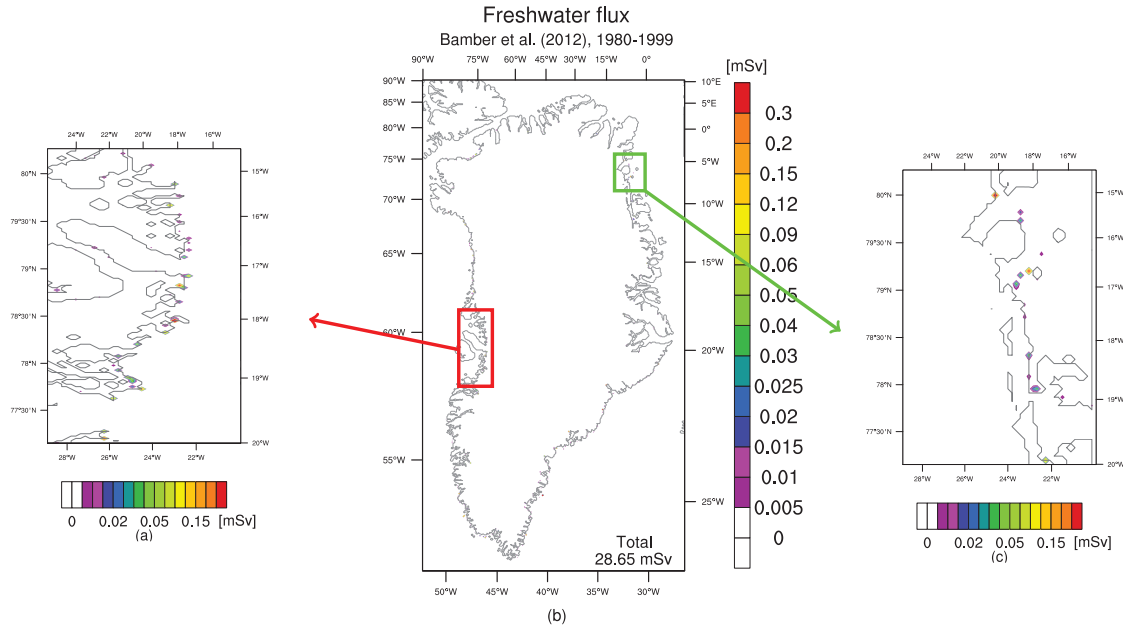 Freshwater flux
Bamber et al. (2012), 1980-1999
90°W 75°W 60°W 50°W 40°W 30°W 20°W 10°W 0°
[mSv]
90°W
85°W
82°W
80°W
75°W
70°W
65°W
60°W
55°W
10°E
5°E
0°
5°W
10°W
15°W
20°W
25°W
50°W 45°W 40°W 35°W 30°W
Total
28.65 mSv
(b)
0.3
0.2
0.15
0.12
0.09
0.06
0.05
0.04
0.03
0.025
0.02
0.015
0.01
0.005
0
24°W 22°W 20°W 18°W 16°W
80°N
79°30'N
79°N
78°30'N
78°N
77°30'N
15°W
16°W
17°W
18°W
19°W
20°W
28°W 26°W 24°W 22°W
0 0.02 0.05 0.15 [mSv]
(a)
20°W 18°W 16°W
80°N
79°30'N
79°N
78°30'N
78°N
77°30'N
15°W
16°W
17°W
18°W
19°W
20°W
28°W 26°W 24°W 22°W
0 0.02 0.05 0.15 [mSv]
(c)